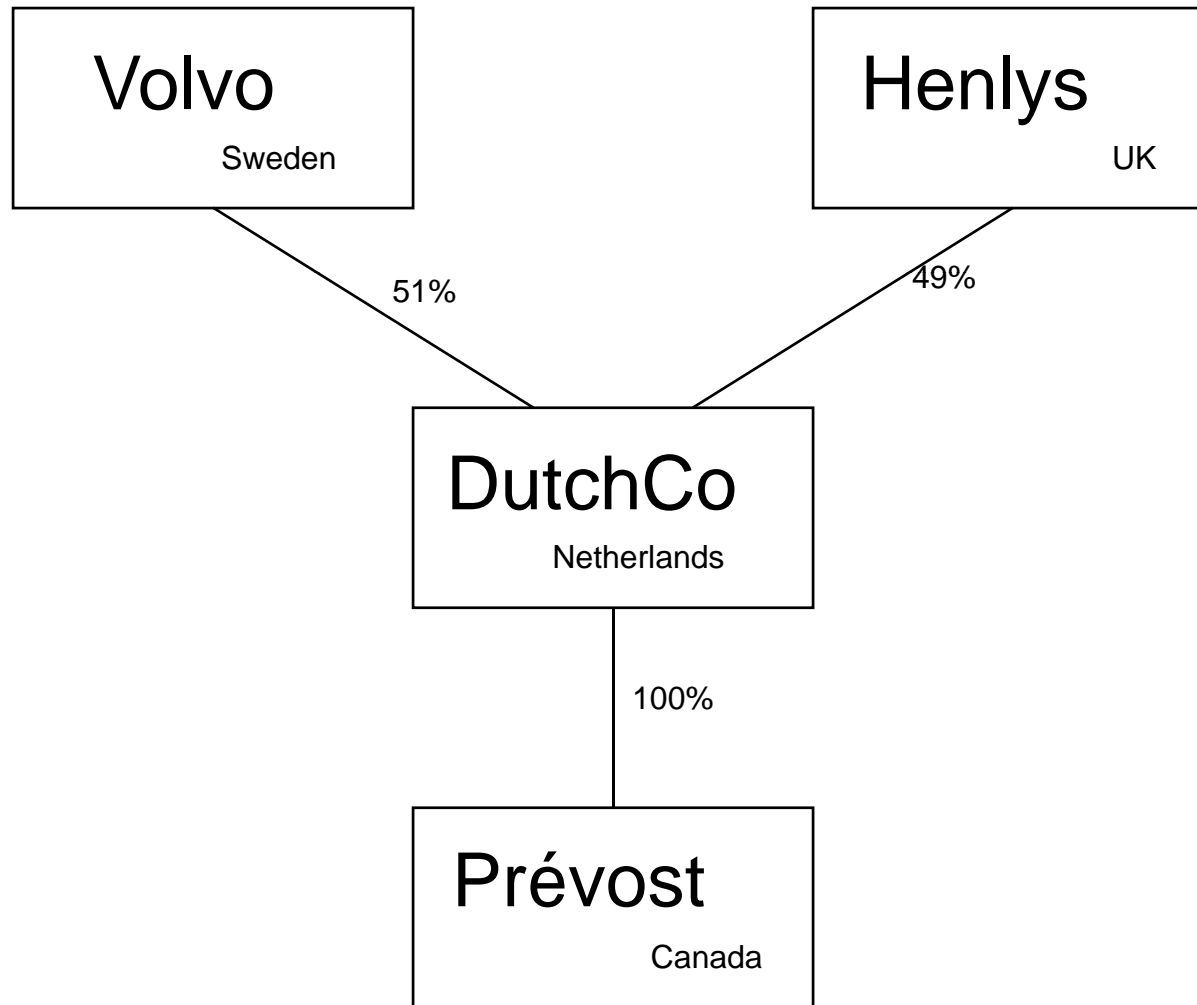 Volvo
Sweden
Henlys
UK
51%
49%
DutchCo
Netherlands
100%
Prévost
Canada